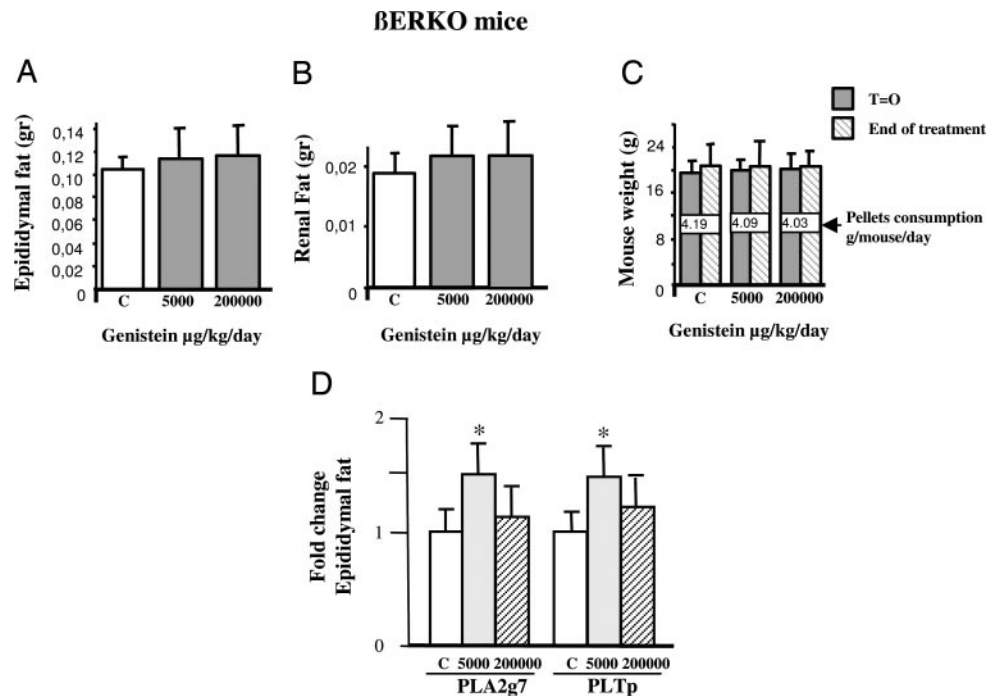 ßERKO mice
A
Epididymal fat (gr)
0,14
0,12
0,10
0,08
0,06
0,04
0,02
0
C 5000 200000
Genistein µg/kg/day
B
Renal Fat (gr)
0,02
0,01
0
C 5000 200000
Genistein µg/kg/day
C
T=O
End of treatment
Mouse weight (g)
24
16
8
0
4.19 4.09 4.03
Pellets consumption
g/mouse/day
C 5000 200000
Genistein µg/kg/day
D
Fold change
Epididymal fat
2
1
0
* *
C 5000 200000 C 5000 200000
PLA2g7 PLTp